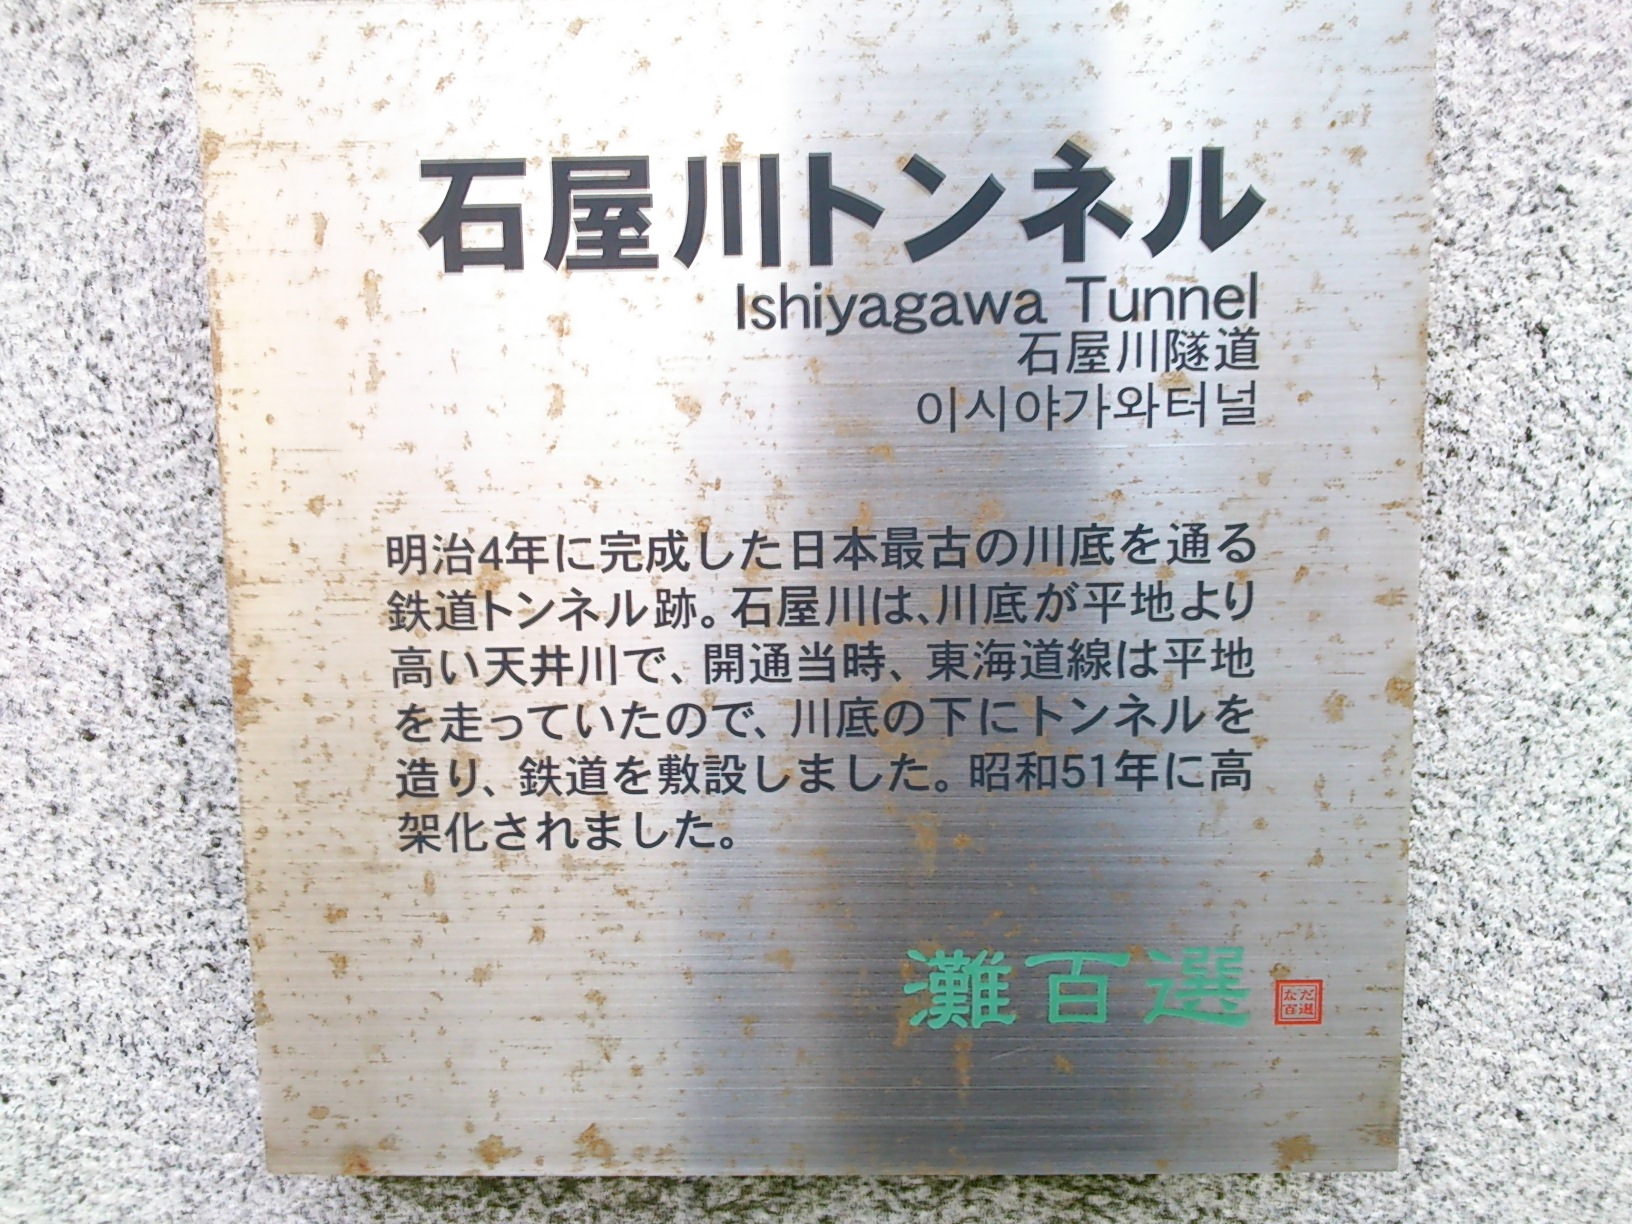 石屋川トンネル
Ishiyagawa Tunnel
石屋川隧道
이시야가와터널
明治4年に完成した日本最古の川底を通る
鉄道トンネル跡。石屋川は、川底が平地より
高い天井川で、開通当時、東海道線は平地
を走っていたので、川底の下にトンネルを
造り、鉄道を敷設しました。昭和51年に高
架化されました。
灘百選
なだ
百選